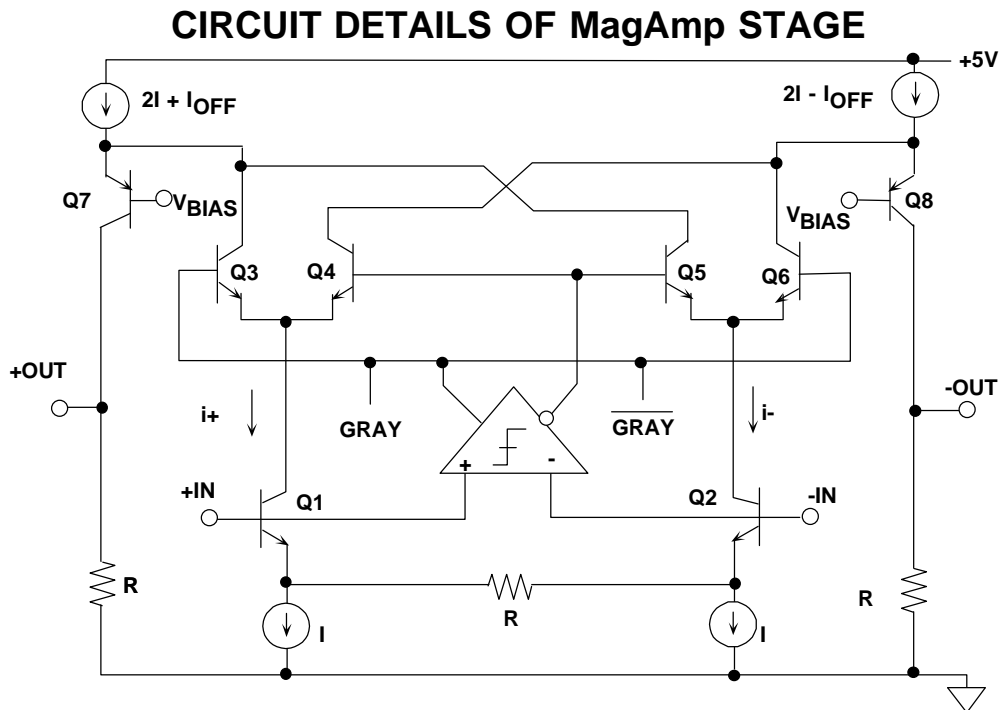 CIRCUIT DETAILS OF MagAmp STAGE
+5V
2I + IOFF
2I - IOFF
Q7
VBIAS
VBIAS
Q8
Q3
Q4
Q5
Q6
+OUT
-OUT
i+
GRAY
GRAY
i-
+
-
+IN
Q1
Q2
-IN
R
R
R
I
I